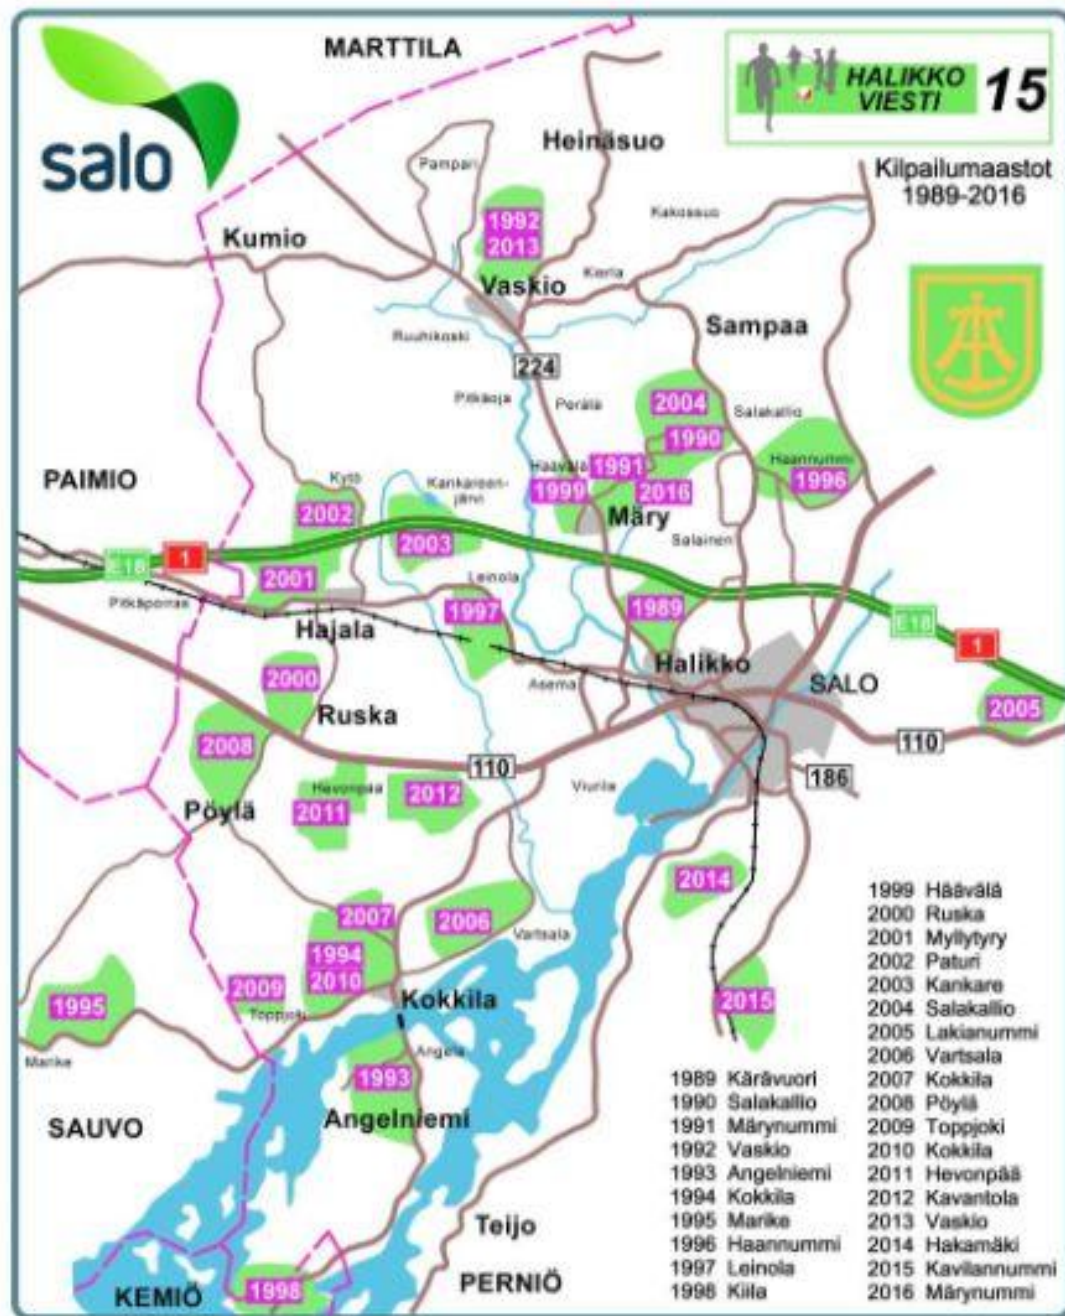 MARTTILA
salo
HALIKKO
VIESTI
15
Heinäsuo
Pampari
Kilpailumaastot
1989-2016
Kakossuo
1992
2013
Kumio
Kierla
Vaskio
Sampaa
Ruuhikoski
224
Pitkäoja
Perälä
2004
Salakallio
1990
Häävälä
1991
Haannummi
PAIMIO
Kytö
Kankareen-
järvi
1999
2016
1996
2002
Märy
2003
Salainen
E18
1
2001
Leinola
Pitkäporras
1997
1989
E18
1
Hajala
Halikko
2000
Asema
SALO
Ruska
2005
2008
110
110
Hevonpää
2012
Viurila
186
Pöylä
2011
2014
2007
2006
1994
Vartsala
2010
2009
Kokkila
1995
Toppjoki
2015
Marike
Angela
1993
Angelniemi
SAUVO
Teijo
PERNIÖ
1998
KEMIÖ
1989 Kärävuori
1990 Salakallio
1991 Märynummi
1992 Vaskio
1993 Angelniemi
1994 Kokkila
1995 Marike
1996 Haannummi
1997 Leinola
1998 Kiila
1999 Häävälä
2000 Ruska
2001 Myllytyry
2002 Paturi
2003 Kankare
2004 Salakallio
2005 Lakianummi
2006 Vartsala
2007 Kokkila
2008 Pöylä
2009 Toppjoki
2010 Kokkila
2011 Hevonpää
2012 Kavantola
2013 Vaskio
2014 Hakamäki
2015 Kavilannummi
2016 Märynummi